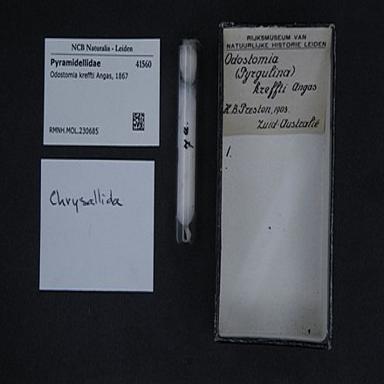 NCB Naturalis - Leiden
Pyramidellidae 41560
Odostomia kreffti Angas, 1867
RMNH.MOL.230685
Chrysallida
RIJKSMUSEUM VAN
NATUURLIJKE HISTORIE LEIDEN
Odostomia
(Pyrgulina)
kreffti Angas
H.B. Preston, 1903.
Zuid-Australië
1.